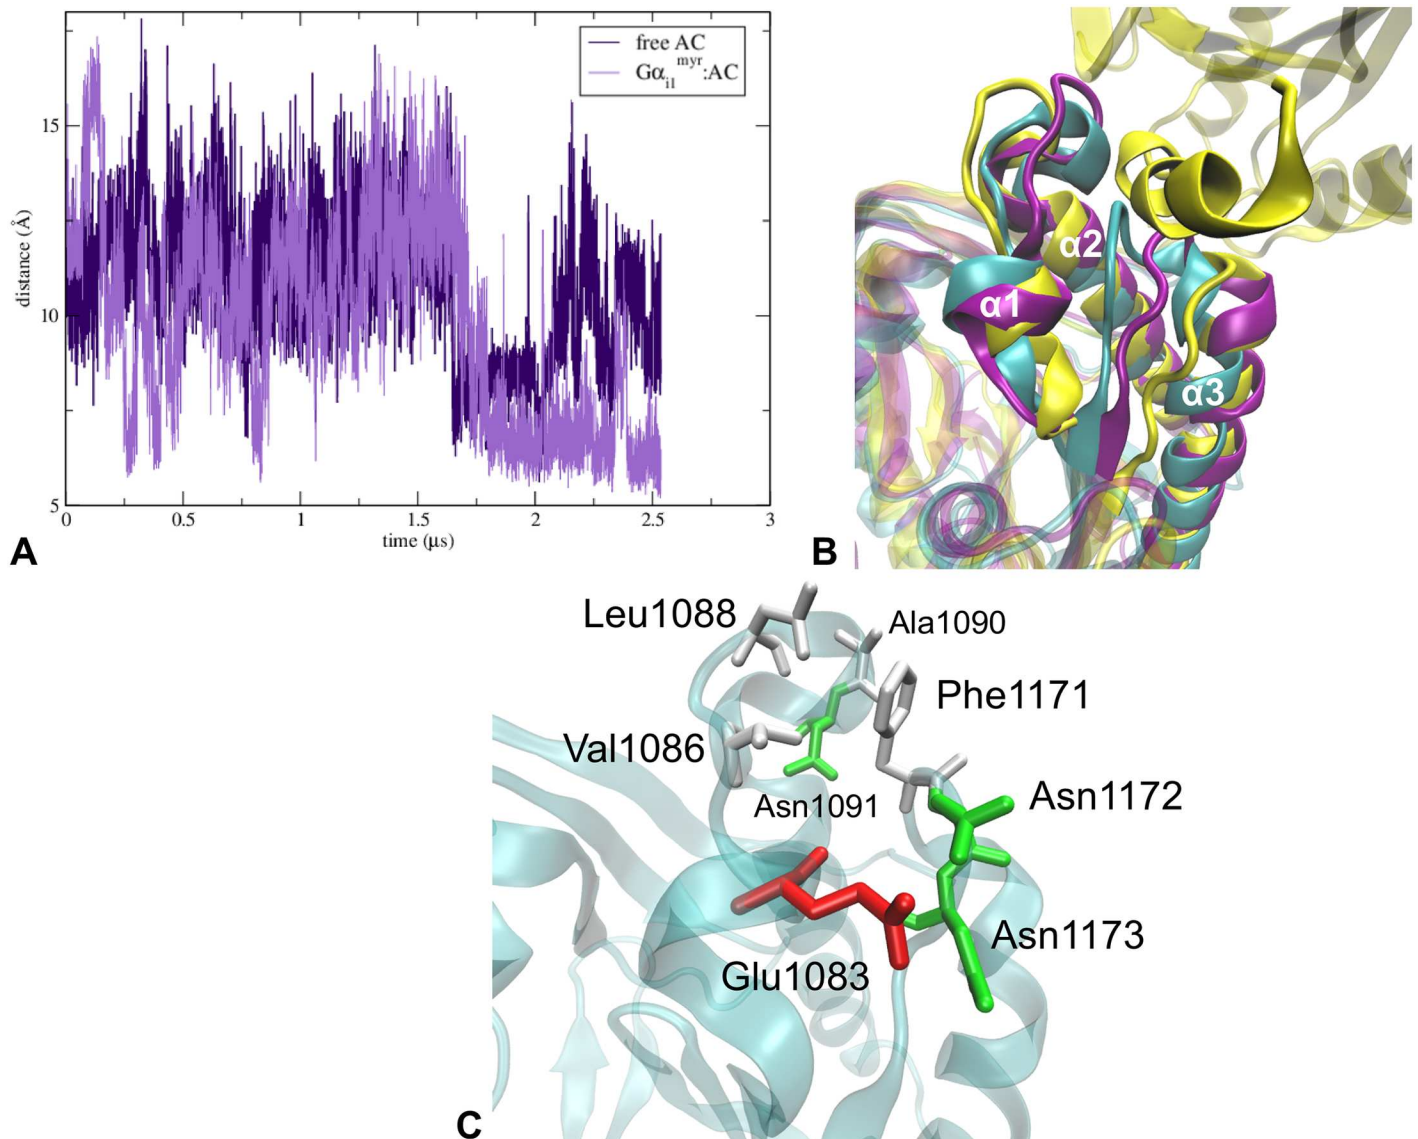 free AC
Gαi1myr:AC
15
10
5
distance (Å)
0
0.5
1
1.5
2
2.5
3
time (μs)
A
α2
α1
α3
B
Leu1088
Ala1090
Phe1171
Val1086
Asn1091
Asn1172
Asn1173
Glu1083
C